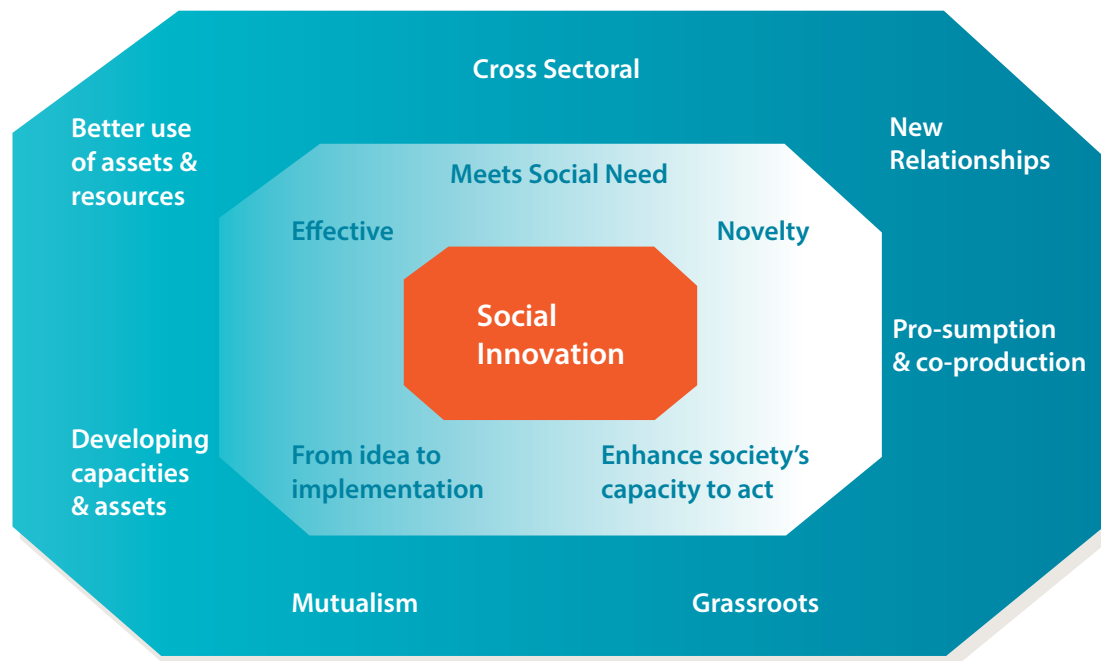 Cross Sectoral
Better use
of assets &
resources
New
Relationships
Meets Social Need
Effective
Novelty
Social
Innovation
Pro-sumption
& co-production
Developing
capacities
& assets
From idea to
implementation
Enhance society's
capacity to act
Mutualism
Grassroots